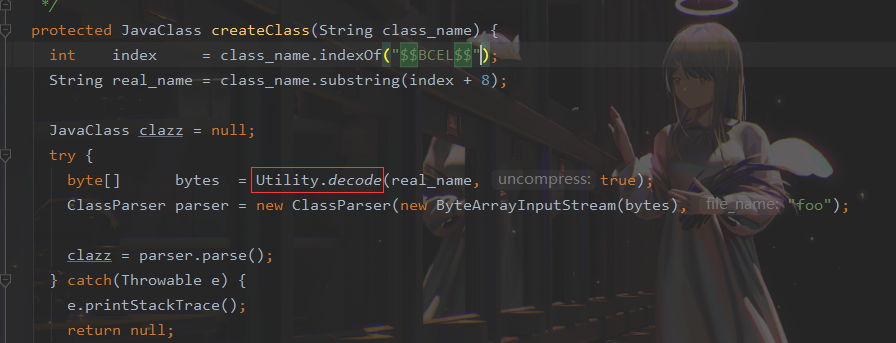 */
protected JavaClass createClass(String class_name) {
int index = class_name.indexOf("$$BCEL$$");
String real_name = class_name.substring(index + 8);
JavaClass clazz = null;
try {
byte[] bytes = Utility.decode(real_name, uncompress: true);
ClassParser parser = new ClassParser(new ByteArrayInputStream(bytes), file_name: "foo");
clazz = parser.parse();
} catch(Throwable e) {
e.printStackTrace();
return null;